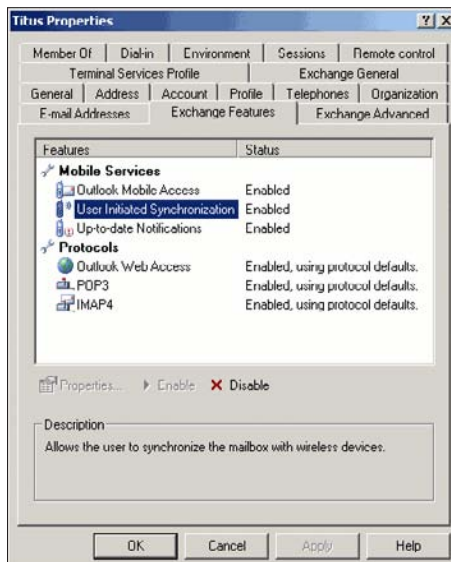 Titus Properties
Member Of Dial-in Environment Sessions Remote control
Terminal Services Profile Exchange General
General Address Account Profile Telephones Organization
E-mail Addresses Exchange Features Exchange Advanced
Features Status
Mobile Services
Outlook Mobile Access Enabled
User Initiated Synchronization Enabled
Up-to-date Notifications Enabled
Protocols
Outlook Web Access Enabled, using protocol defaults.
POP3 Enabled, using protocol defaults.
IMAP4 Enabled, using protocol defaults.
Properties... Enable Disable
Description
Allows the user to synchronize the mailbox with wireless devices.
OK Cancel Apply Help